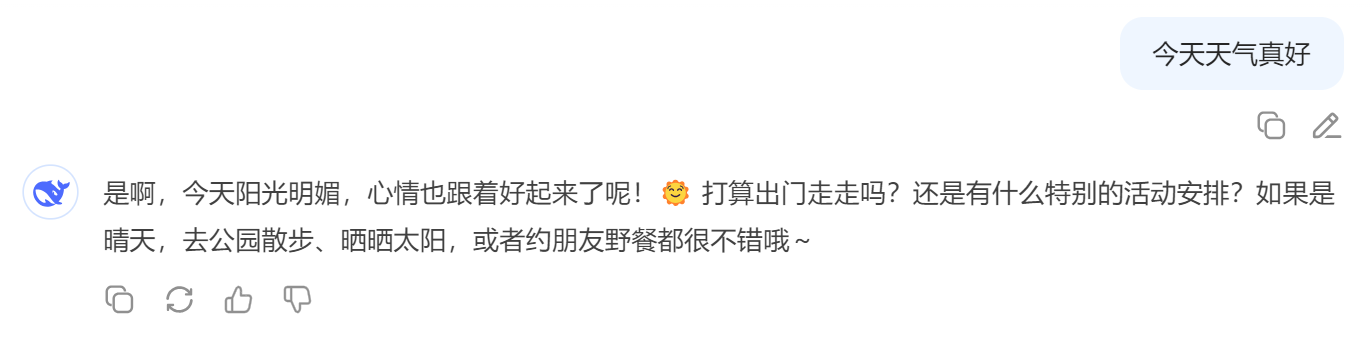 今天天气真好
是啊，今天阳光明媚，心情也跟着好起来了呢！🌞 打算出门走走吗？还是有什么特别的活动安排？如果是
晴天，去公园散步、晒晒太阳，或者约朋友野餐都很不错哦～